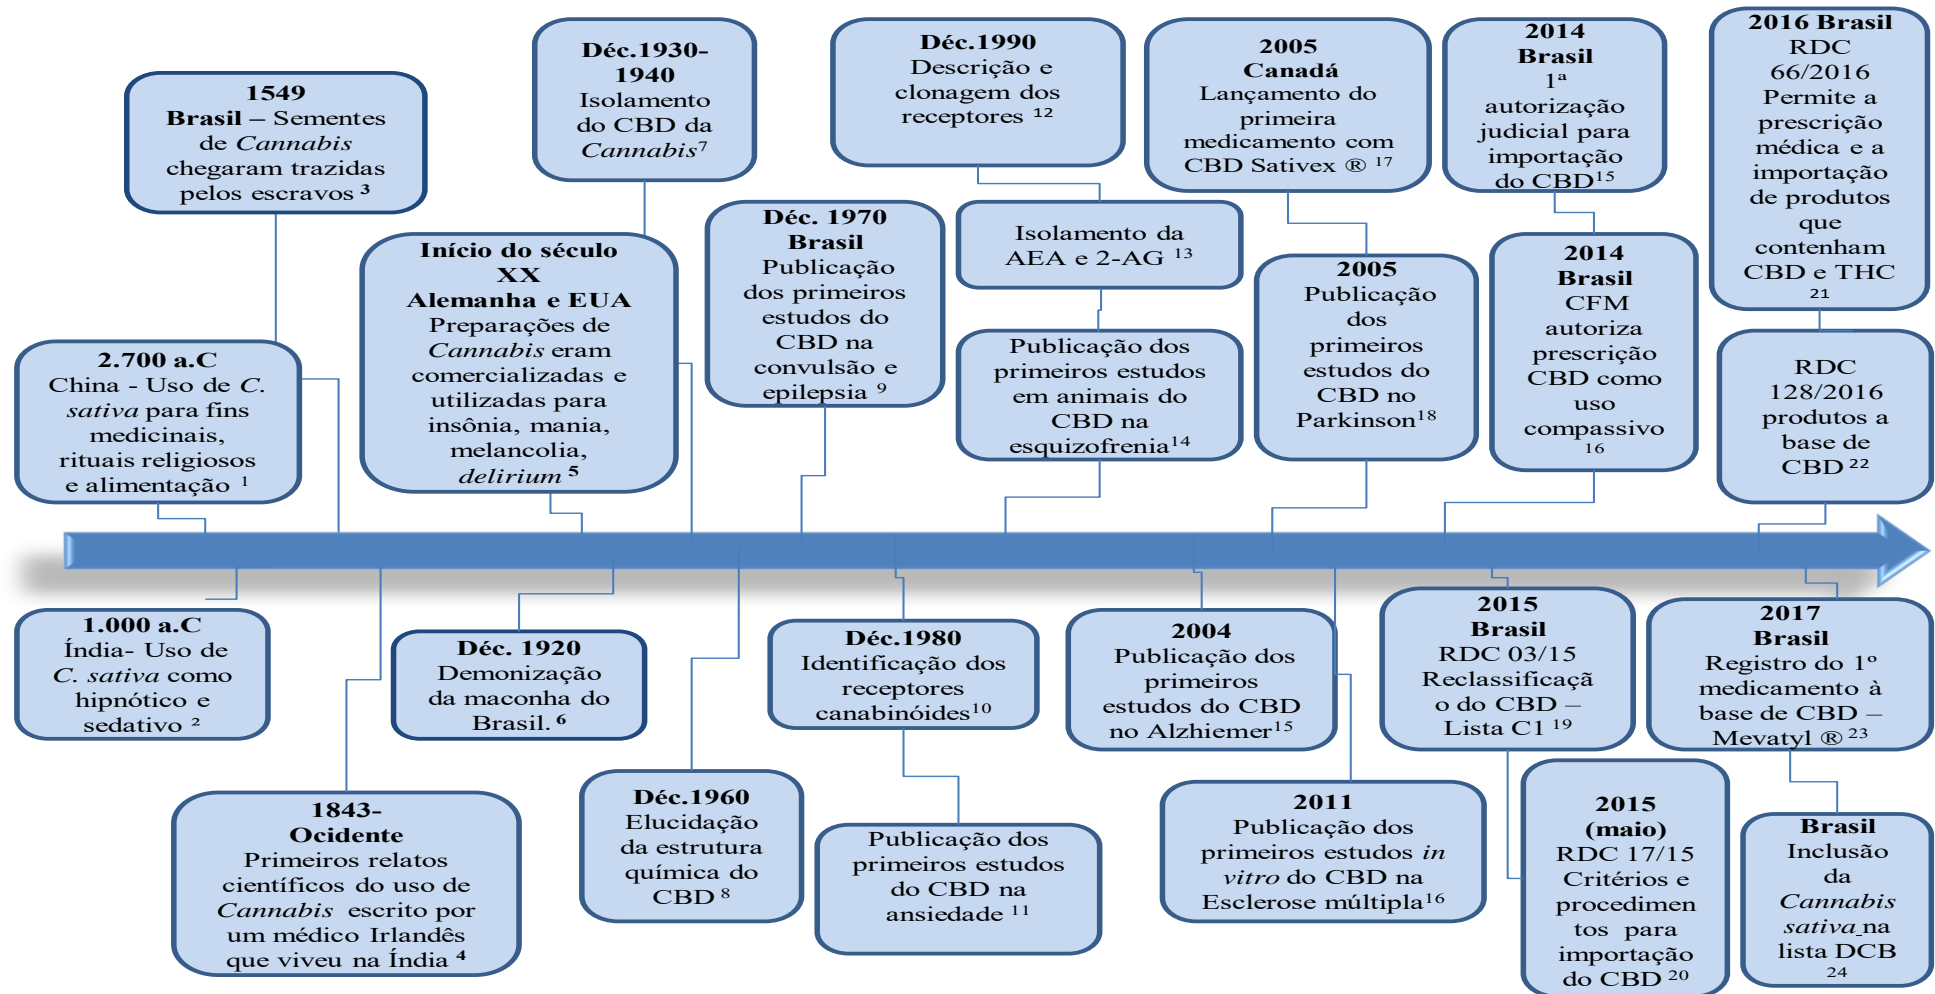 1549
Brasil – Sementes
de Cannabis
chegaram trazidas
pelos escravos ³
Déc.1930-
1940
Isolamento
do CBD da
Cannabis⁷
Déc.1990
Descrição e
clonagem dos
receptores ¹²
2005
Canadá
Lançamento do
primeira
medicamento com
CBD Sativex ® ¹⁷
2014
Brasil
1ª
autorização
judicial para
importação
do CBD¹⁵
2016 Brasil
RDC
66/2016
Permite a
prescrição
médica e a
importação
de produtos
que
contenham
CBD e THC
²¹
2.700 a.C
China - Uso de C.
sativa para fins
medicinais,
rituais religiosos
e alimentação ¹
Início do século
XX
Alemanha e EUA
Preparações de
Cannabis eram
comercializadas e
utilizadas para
insônia, mania,
melancolia,
delirium ⁵
Déc. 1970
Brasil
Publicação
dos primeiros
estudos do
CBD na
convulsão e
epilepsia ⁹
Isolamento da
AEA e 2-AG ¹³
Publicação dos
primeiros estudos
em animais do
CBD na
esquizofrenia¹⁴
2005
Publicação
dos
primeiros
estudos do
CBD no
Parkinson¹⁸
2014
Brasil
CFM
autoriza
prescrição
CBD como
uso
compassivo
¹⁶
RDC
128/2016
produtos a
base de
CBD ²²
1.000 a.C
Índia- Uso de
C. sativa como
hipnótico e
sedativo ²
1843-
Ocidente
Primeiros relatos
científicos do uso de
Cannabis escrito por
um médico Irlandês
que viveu na Índia ⁴
Déc. 1920
Demonização
da maconha do
Brasil. ⁶
Déc.1960
Elucidação
da estrutura
química do
CBD ⁸
Déc.1980
Identificação dos
receptores
canabinóides¹⁰
Publicação dos
primeiros estudos
do CBD na
ansiedade ¹¹
2004
Publicação dos
primeiros
estudos do CBD
no Alzhiemer¹⁵
2011
Publicação dos
primeiros estudos in
vitro do CBD na
Esclerose múltipla¹⁶
2015
Brasil
RDC 03/15
Reclassificaçã
o do CBD –
Lista C1 ¹⁹
2015
(maio)
RDC 17/15
Critérios e
procedimen
tos para
importação
do CBD ²⁰
2017
Brasil
Registro do 1º
medicamento à
base de CBD –
Mevatyl ® ²³
Brasil
Inclusão
da
Cannabis
sativa na
lista DCB
²⁴